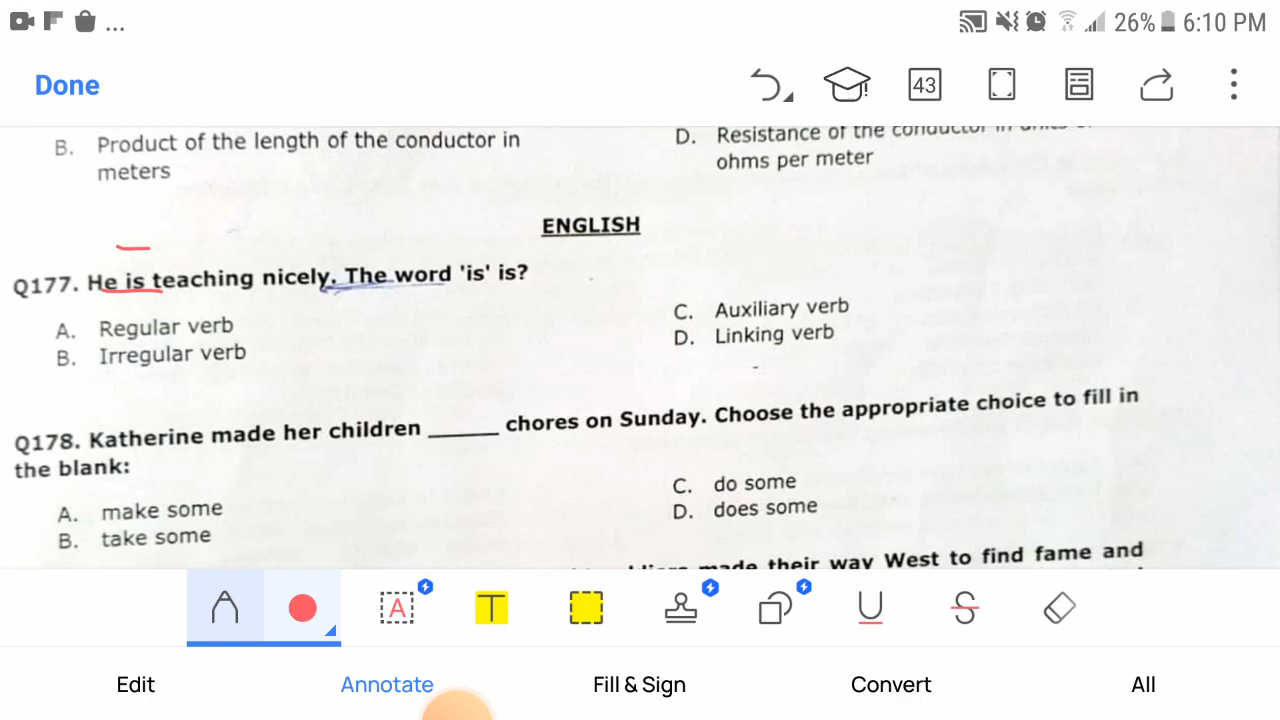 ... 26% 6:10 PM
Done 43
B. Product of the length of the conductor in
meters
D. Resistance of the conductor in units
ohms per meter
ENGLISH
Q177. He is teaching nicely. The word 'is' is?
A. Regular verb
B. Irregular verb
C. Auxiliary verb
D. Linking verb
Q178. Katherine made her children ______ chores on Sunday. Choose the appropriate choice to fill in
the blank:
A. make some
B. take some
C. do some
D. does some
made their way West to find fame and
A T U S
Edit Annotate Fill & Sign Convert All